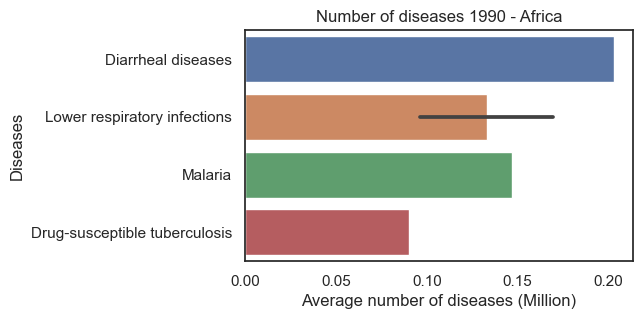 Number of diseases 1990 - Africa
Diseases
Diarrheal diseases
Lower respiratory infections
Malaria
Drug-susceptible tuberculosis
0.00 0.05 0.10 0.15 0.20
Average number of diseases (Million)